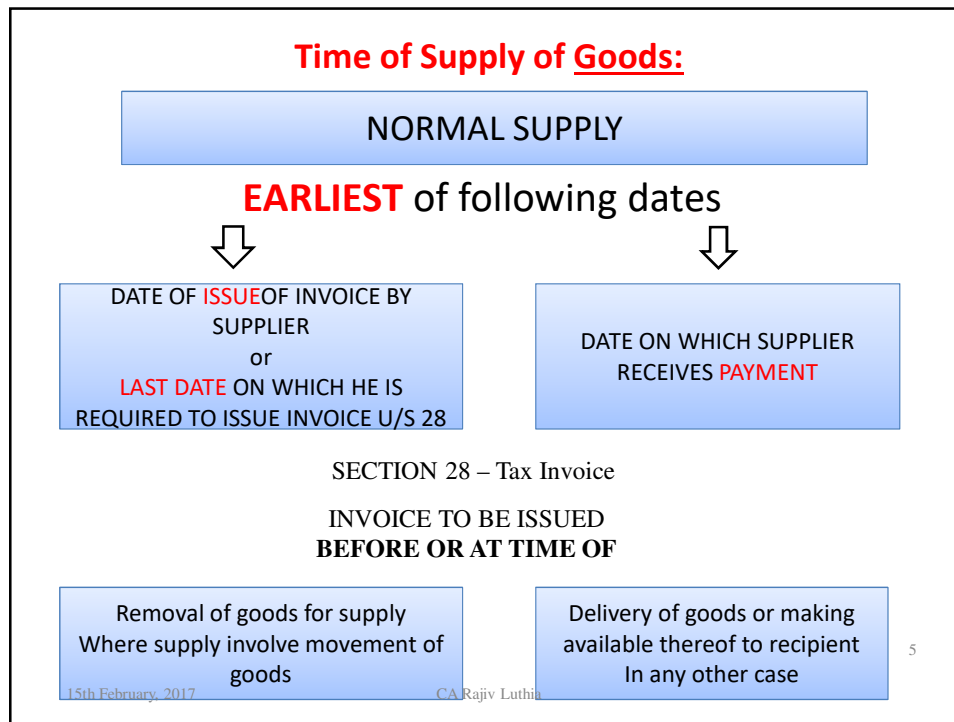 Time of Supply of Goods:
NORMAL SUPPLY
EARLIEST of following dates
DATE OF ISSUEOF INVOICE BY
SUPPLIER
or
LAST DATE ON WHICH HE IS
REQUIRED TO ISSUE INVOICE U/S 28
DATE ON WHICH SUPPLIER
RECEIVES PAYMENT
SECTION 28 – Tax Invoice
INVOICE TO BE ISSUED
BEFORE OR AT TIME OF
Removal of goods for supply
Where supply involve movement of
goods
Delivery of goods or making
available thereof to recipient
In any other case
5
15th February, 2017
CA Rajiv Luthia